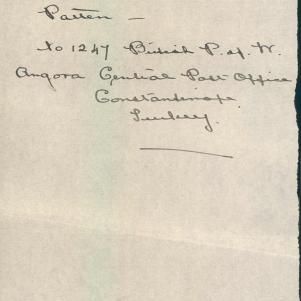 Patten —
No 1247 British P. of W.
Angora Central Post Office
Constantinople
Turkey.